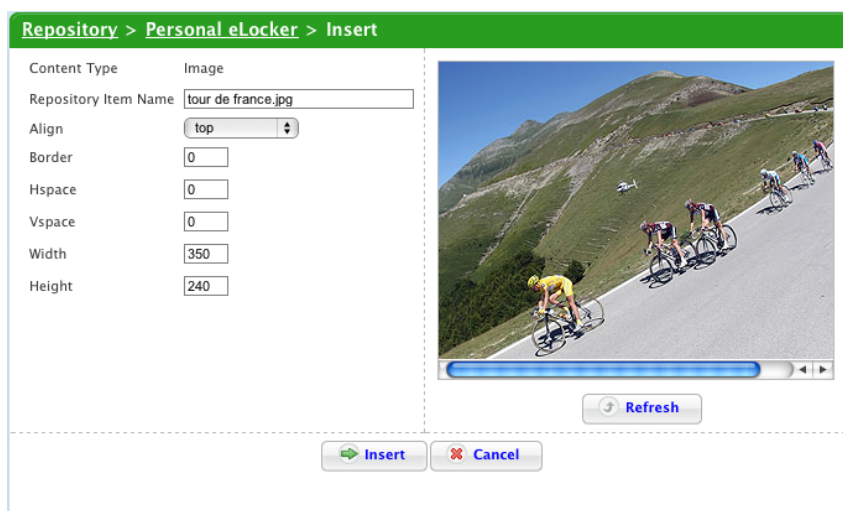 Repository > Personal eLocker > Insert
Content Type Image
Repository Item Name tour de france.jpg
Align top
Border 0
Hspace 0
Vspace 0
Width 350
Height 240
Refresh
Insert Cancel